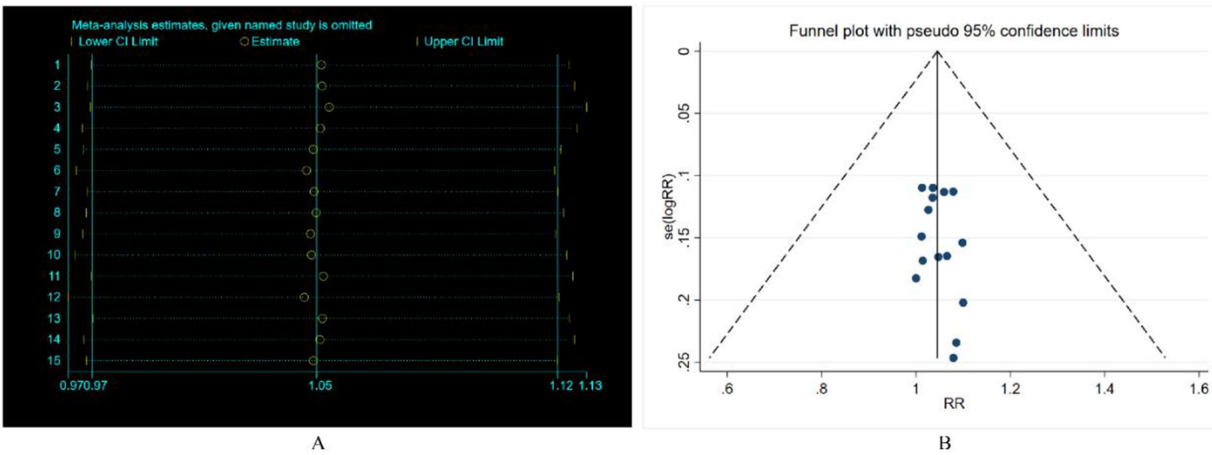 Meta-analysis estimates, given named study is omitted
| Lower CI Limit ○ Estimate | Upper CI Limit
1
2
3
4
5
6
7
8
9
10
11
12
13
14
15
0.97 0.97 1.05 1.12 1.13
A
Funnel plot with pseudo 95% confidence limits
se(logRR)
0
.05
.1
.15
.2
.25
.6 .8 1 1.2 1.4 1.6
RR
B